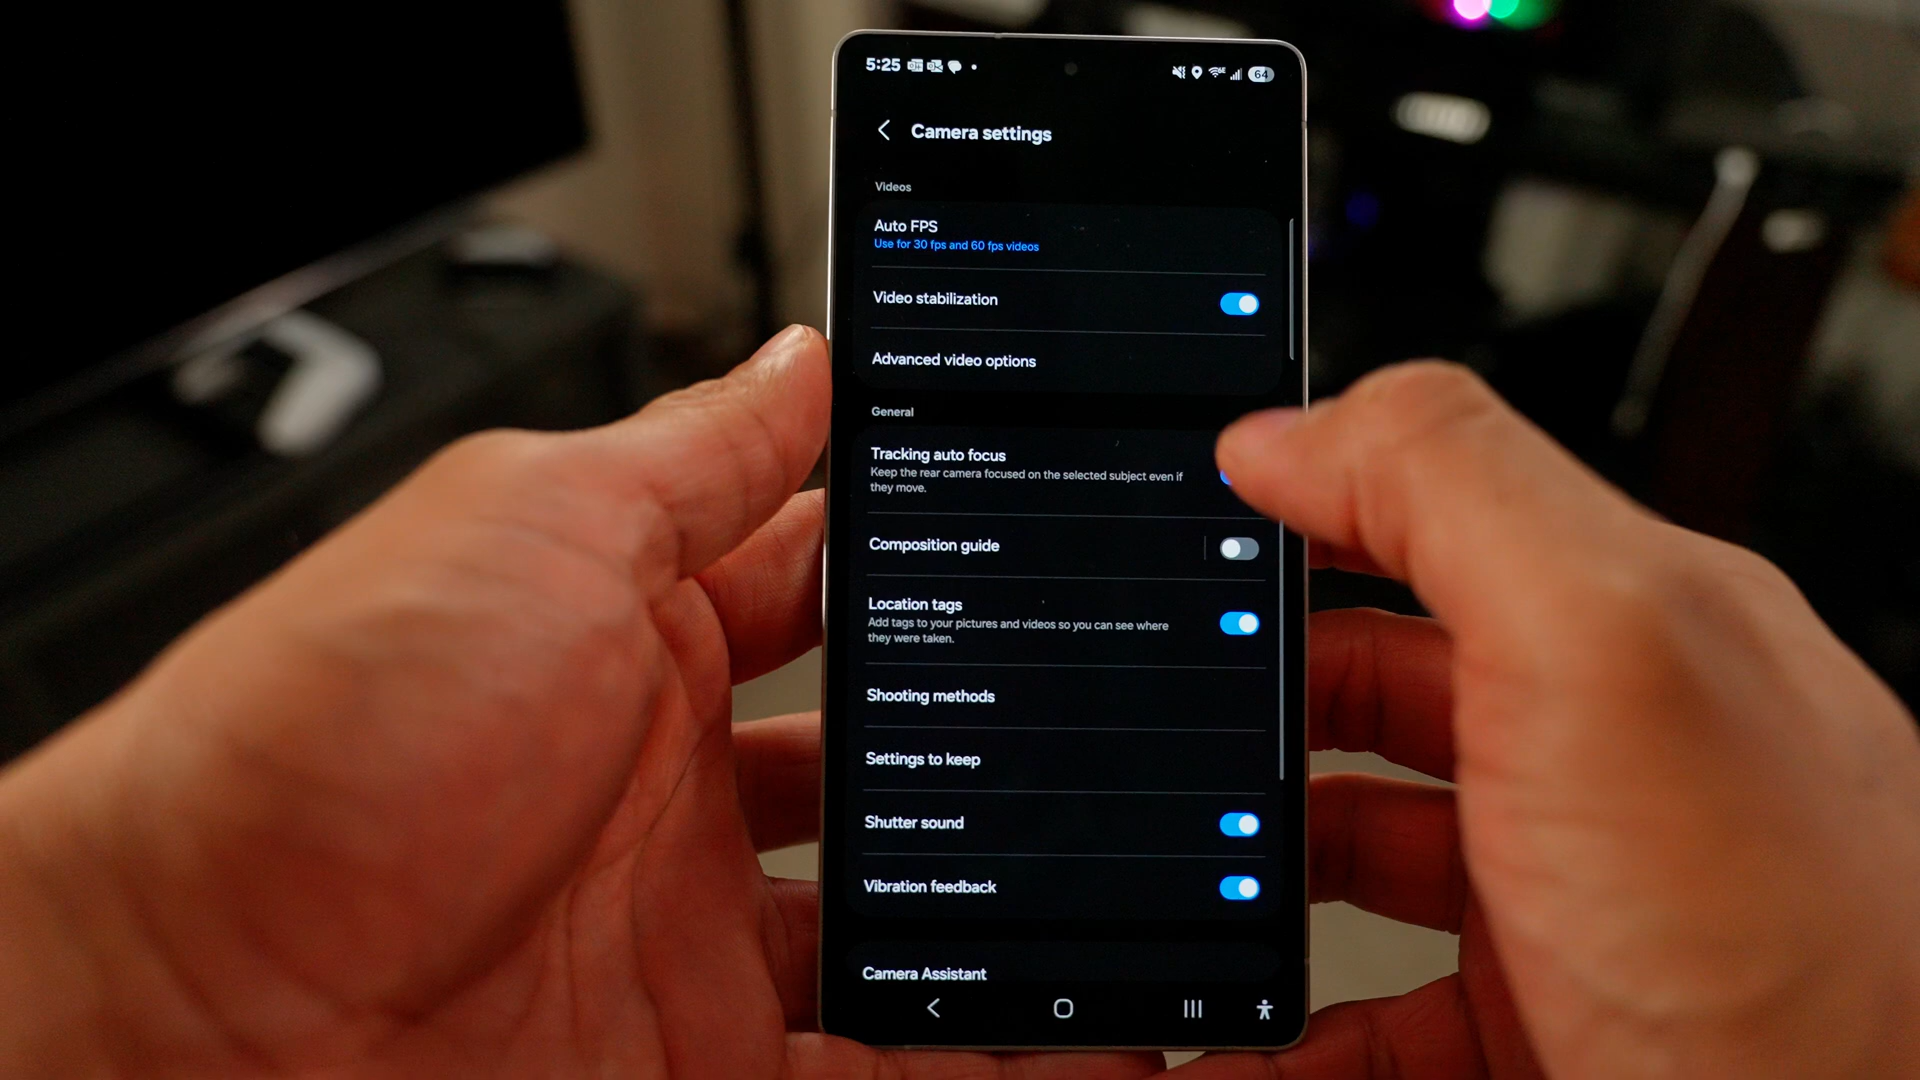 5:25
64
Camera settings
Videos
Auto FPS
Use for 30 fps and 60 fps videos
Video stabilization
Advanced video options
General
Tracking auto focus
Keep the rear camera focused on the selected subject even if
they move.
Composition guide
Location tags
Add tags to your pictures and videos so you can see where
they were taken.
Shooting methods
Settings to keep
Shutter sound
Vibration feedback
Camera Assistant